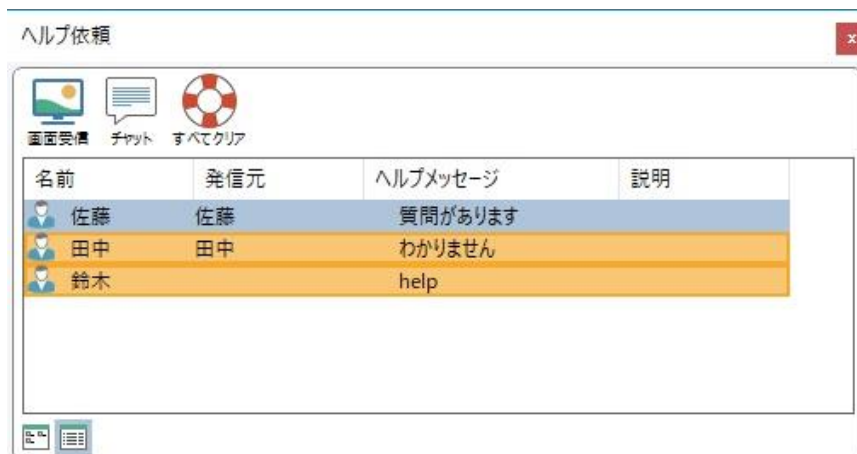 ヘルプ依頼
画面受信 チャット すべてクリア
名前 発信元 ヘルプメッセージ 説明
佐藤 佐藤 質問があります
田中 田中 わかりません
鈴木 help